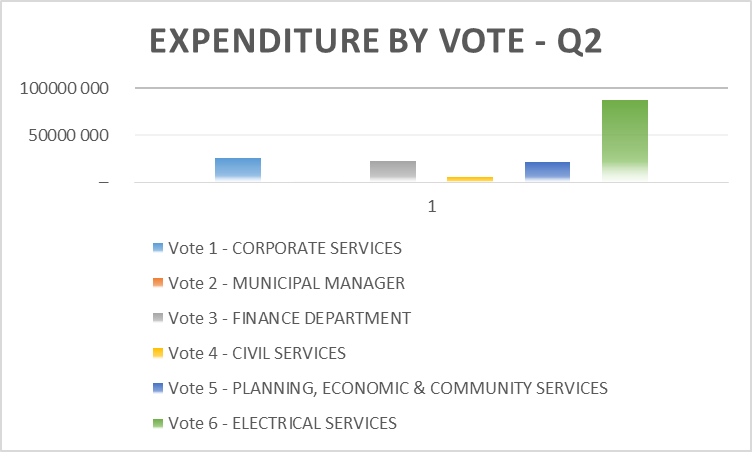 EXPENDITURE BY VOTE - Q2
100000 000
50000 000
–
1
Vote 1 - CORPORATE SERVICES
Vote 2 - MUNICIPAL MANAGER
Vote 3 - FINANCE DEPARTMENT
Vote 4 - CIVIL SERVICES
Vote 5 - PLANNING, ECONOMIC & COMMUNITY SERVICES
Vote 6 - ELECTRICAL SERVICES